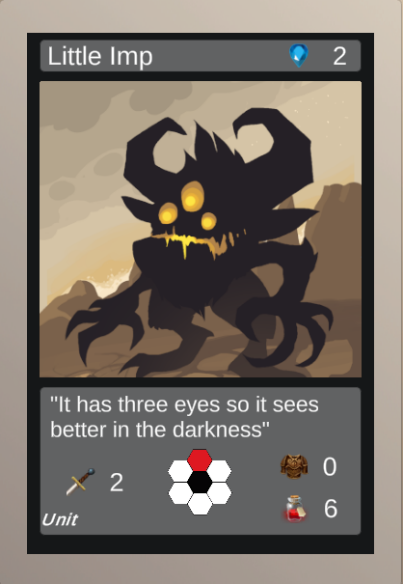 Little Imp 2
"It has three eyes so it sees
better in the darkness"
2
0
6
Unit